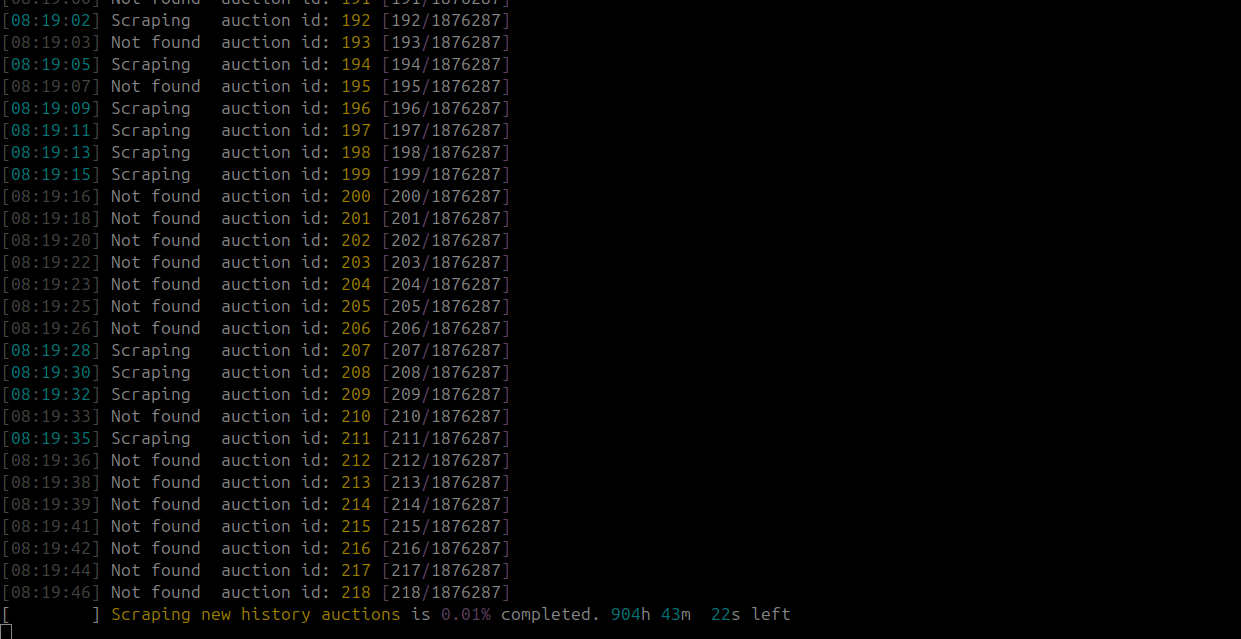 [08:19:00] Not found  auction id: 191 [191/1876287]
[08:19:02] Scraping   auction id: 192 [192/1876287]
[08:19:03] Not found  auction id: 193 [193/1876287]
[08:19:05] Scraping   auction id: 194 [194/1876287]
[08:19:07] Not found  auction id: 195 [195/1876287]
[08:19:09] Scraping   auction id: 196 [196/1876287]
[08:19:11] Scraping   auction id: 197 [197/1876287]
[08:19:13] Scraping   auction id: 198 [198/1876287]
[08:19:15] Scraping   auction id: 199 [199/1876287]
[08:19:16] Not found  auction id: 200 [200/1876287]
[08:19:18] Not found  auction id: 201 [201/1876287]
[08:19:20] Not found  auction id: 202 [202/1876287]
[08:19:22] Not found  auction id: 203 [203/1876287]
[08:19:23] Not found  auction id: 204 [204/1876287]
[08:19:25] Not found  auction id: 205 [205/1876287]
[08:19:26] Not found  auction id: 206 [206/1876287]
[08:19:28] Scraping   auction id: 207 [207/1876287]
[08:19:30] Scraping   auction id: 208 [208/1876287]
[08:19:32] Scraping   auction id: 209 [209/1876287]
[08:19:33] Not found  auction id: 210 [210/1876287]
[08:19:35] Scraping   auction id: 211 [211/1876287]
[08:19:36] Not found  auction id: 212 [212/1876287]
[08:19:38] Not found  auction id: 213 [213/1876287]
[08:19:39] Not found  auction id: 214 [214/1876287]
[08:19:41] Not found  auction id: 215 [215/1876287]
[08:19:42] Not found  auction id: 216 [216/1876287]
[08:19:44] Not found  auction id: 217 [217/1876287]
[08:19:46] Not found  auction id: 218 [218/1876287]
[        ] Scraping new history auctions is 0.01% completed. 904h 43m  22s left